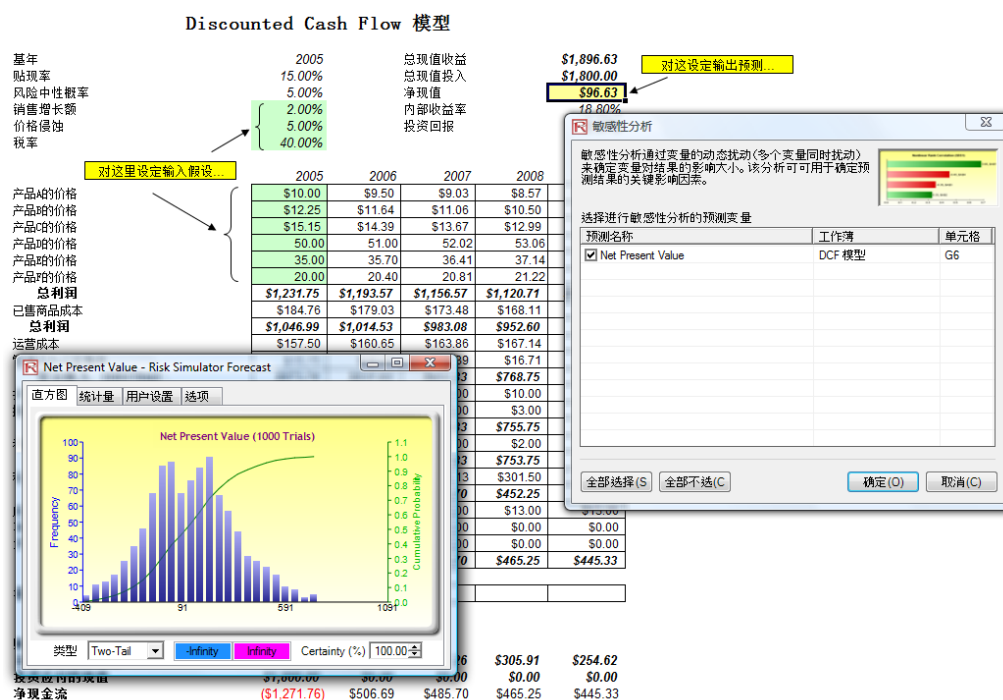 Discounted Cash Flow 模型
基年 2005 总现值收益 $1,896.63
贴现率 15.00% 总现值投入 $1,800.00
对这设定输出预测...
风险中性概率 5.00% 净现值 $96.63
销售增长额 2.00% 内部收益率 18.80%
价格侵蚀 5.00% 投资回报
税率 40.00%
对这里设定输入假设...
2005 2006 2007 2008
产品A的价格 $10.00 $9.50 $9.03 $8.57
产品B的价格 $12.25 $11.64 $11.06 $10.50
产品C的价格 $15.15 $14.39 $13.67 $12.99
产品D的价格 50.00 51.00 52.02 53.06
产品E的价格 35.00 35.70 36.41 37.14
产品F的价格 20.00 20.40 20.81 21.22
总利润 $1,231.75 $1,193.57 $1,156.57 $1,120.71
已售商品成本 $184.76 $179.03 $173.48 $168.11
总利润 $1,046.99 $1,014.53 $983.08 $952.60
运营成本 $157.50 $160.65 $163.86 $167.14
$16.71
$768.75
$10.00
$3.00
$755.75
$2.00
$753.75
$301.50
$452.25
$13.00 $13.00
$0.00 $0.00
$0.00 $0.00
$465.25 $445.33
$305.91 $254.62
投资应付的现值 $1,800.00 $0.00 $0.00 $0.00 $0.00
净现金流 ($1,271.76) $506.69 $485.70 $465.25 $445.33
敏感性分析
敏感性分析通过变量的动态扰动(多个变量同时扰动)
来确定变量对结果的影响大小。该分析可可用于确定预
测结果的关键影响因素。
选择进行敏感性分析的预测变量
预测名称 工作薄 单元格
Net Present Value DCF 模型 G6
全部选择(S 全部不选(C 确定(O) 取消(C)
Net Present Value - Risk Simulator Forecast
直方图 统计量 用户设置 选项
Net Present Value (1000 Trials)
Frequency
100
90
80
70
60
50
40
30
20
10
0
-409 91 591 1091
1.1
1.0
0.9
0.8
0.7
0.6
0.5
0.4
0.3
0.2
0.1
0.0
Cumulative Probability
类型 Two-Tail -Infinity Infinity Certainty (%) 100.00